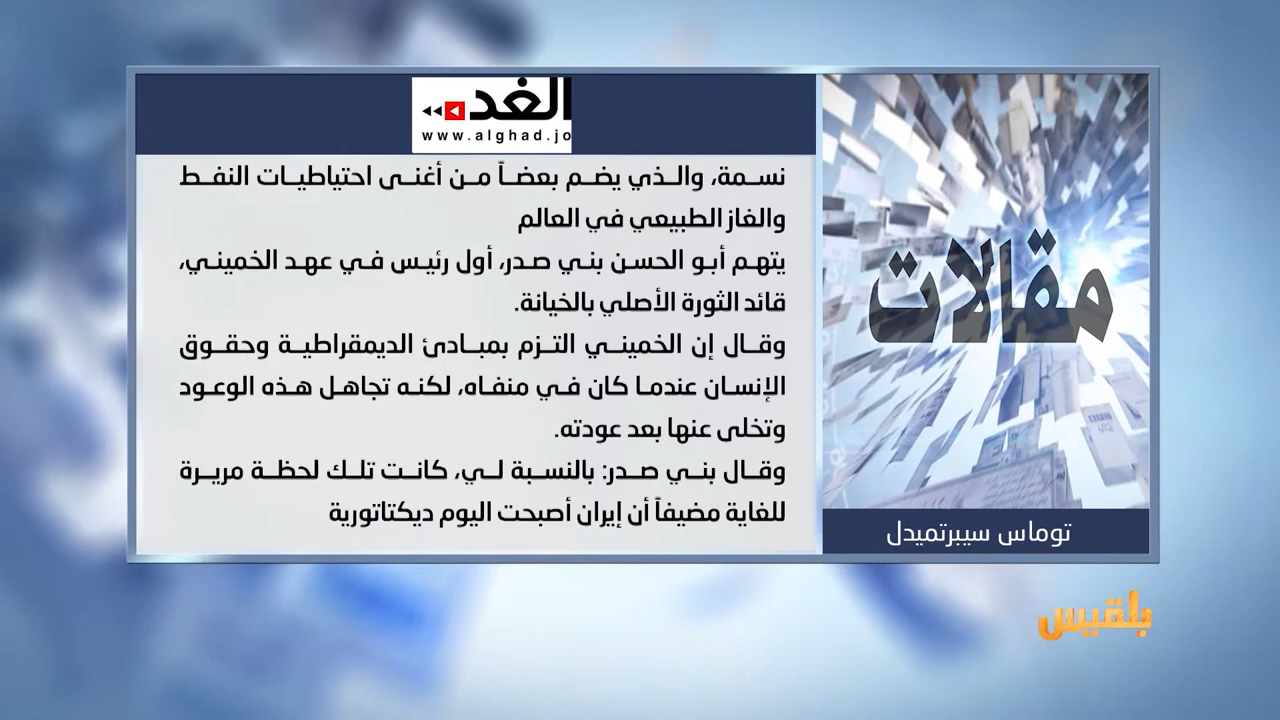 الغد
www.alghad.jo
نسمة، والذي يضم بعضاً من أغنى احتياطيات النفط
والغاز الطبيعي في العالم
يتهم أبو الحسن بني صدر، أول رئيس في عهد الخميني،
قائد الثورة الأصلي بالخيانة.
وقال إن الخميني التزم بمبادئ الديمقراطية وحقوق
الإنسان عندما كان في منفاه، لكنه تجاهل هذه الوعود
وتخلى عنها بعد عودته.
وقال بني صدر: بالنسبة لي، كانت تلك لحظة مريرة
للغاية مضيفاً أن إيران أصبحت اليوم ديكتاتورية
مقالات
توماس سيبرتميدل
بلقيس